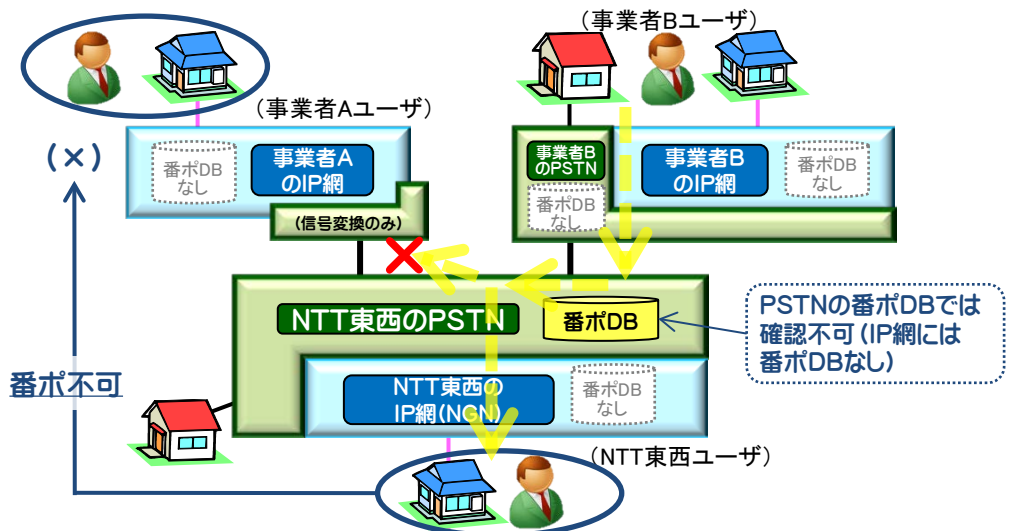 (事業者Bユーザ)
(事業者Aユーザ)
(×)
番ポDB
なし
事業者A
のIP網
(信号変換のみ)
事業者B
のPSTN
番ポDB
なし
事業者B
のIP網
番ポDB
なし
NTT東西のPSTN
番ポDB
PSTNの番ポDBでは
確認不可(IP網には
番ポDBなし)
番ポ不可
NTT東西の
IP網(NGN)
番ポDB
なし
(NTT東西ユーザ)